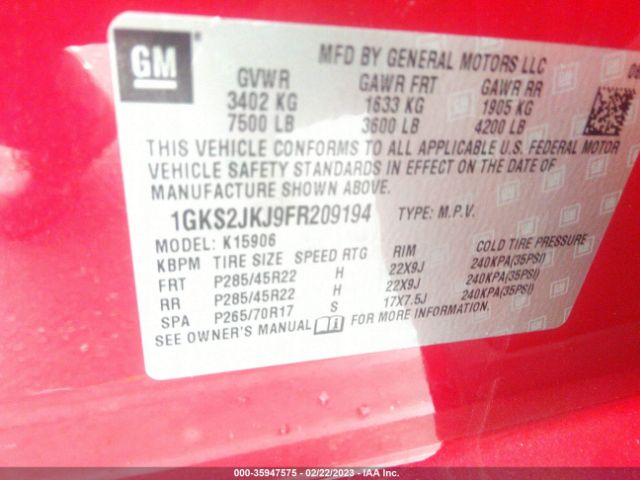 GM
MFD BY GENERAL MOTORS LLC
GVWR GAWR FRT GAWR RR
3402 KG 1633 KG 1905 KG
7500 LB 3600 LB 4200 LB
THIS VEHICLE CONFORMS TO ALL APPLICABLE U.S. FEDERAL MOTOR
VEHICLE SAFETY STANDARDS IN EFFECT ON THE DATE OF
MANUFACTURE SHOWN ABOVE.
1GKS2JKJ9FR209194 TYPE: M.P.V.
MODEL: K15906
KBPM TIRE SIZE SPEED RTG RIM COLD TIRE PRESSURE
FRT P285/45R22 H 22X9J 240KPA(35PSI)
RR P285/45R22 H 22X9J 240KPA(35PSI)
SPA P265/70R17 S 17X7.5J 240KPA(35PSI)
SEE OWNER'S MANUAL FOR MORE INFORMATION.
000-35947575 - 02/22/2023 - IAA Inc.